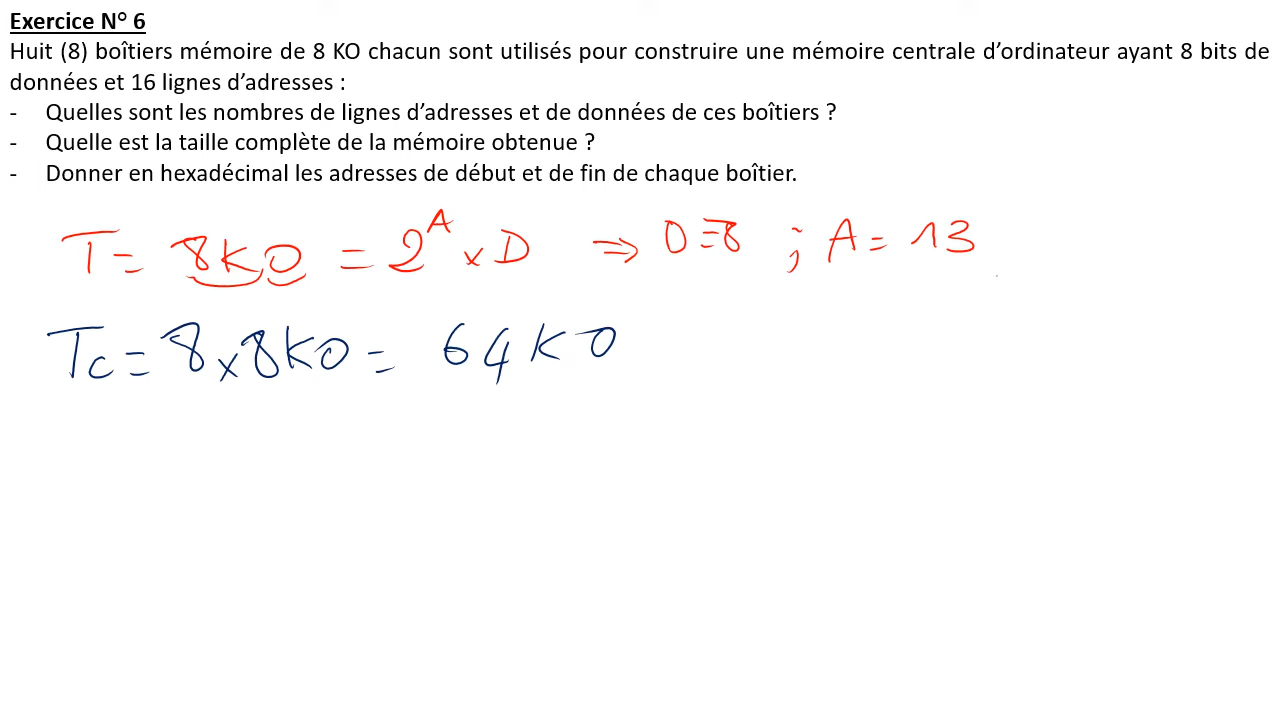 Exercice N° 6
Huit (8) boîtiers mémoire de 8 KO chacun sont utilisés pour construire une mémoire centrale d’ordinateur ayant 8 bits de
données et 16 lignes d’adresses :
- Quelles sont les nombres de lignes d’adresses et de données de ces boîtiers ?
- Quelle est la taille complète de la mémoire obtenue ?
- Donner en hexadécimal les adresses de début et de fin de chaque boîtier.
T = 8KO = 2^A x D ⇒ D = 8 ; A = 13
Tc = 8 x 8KO = 64 KO